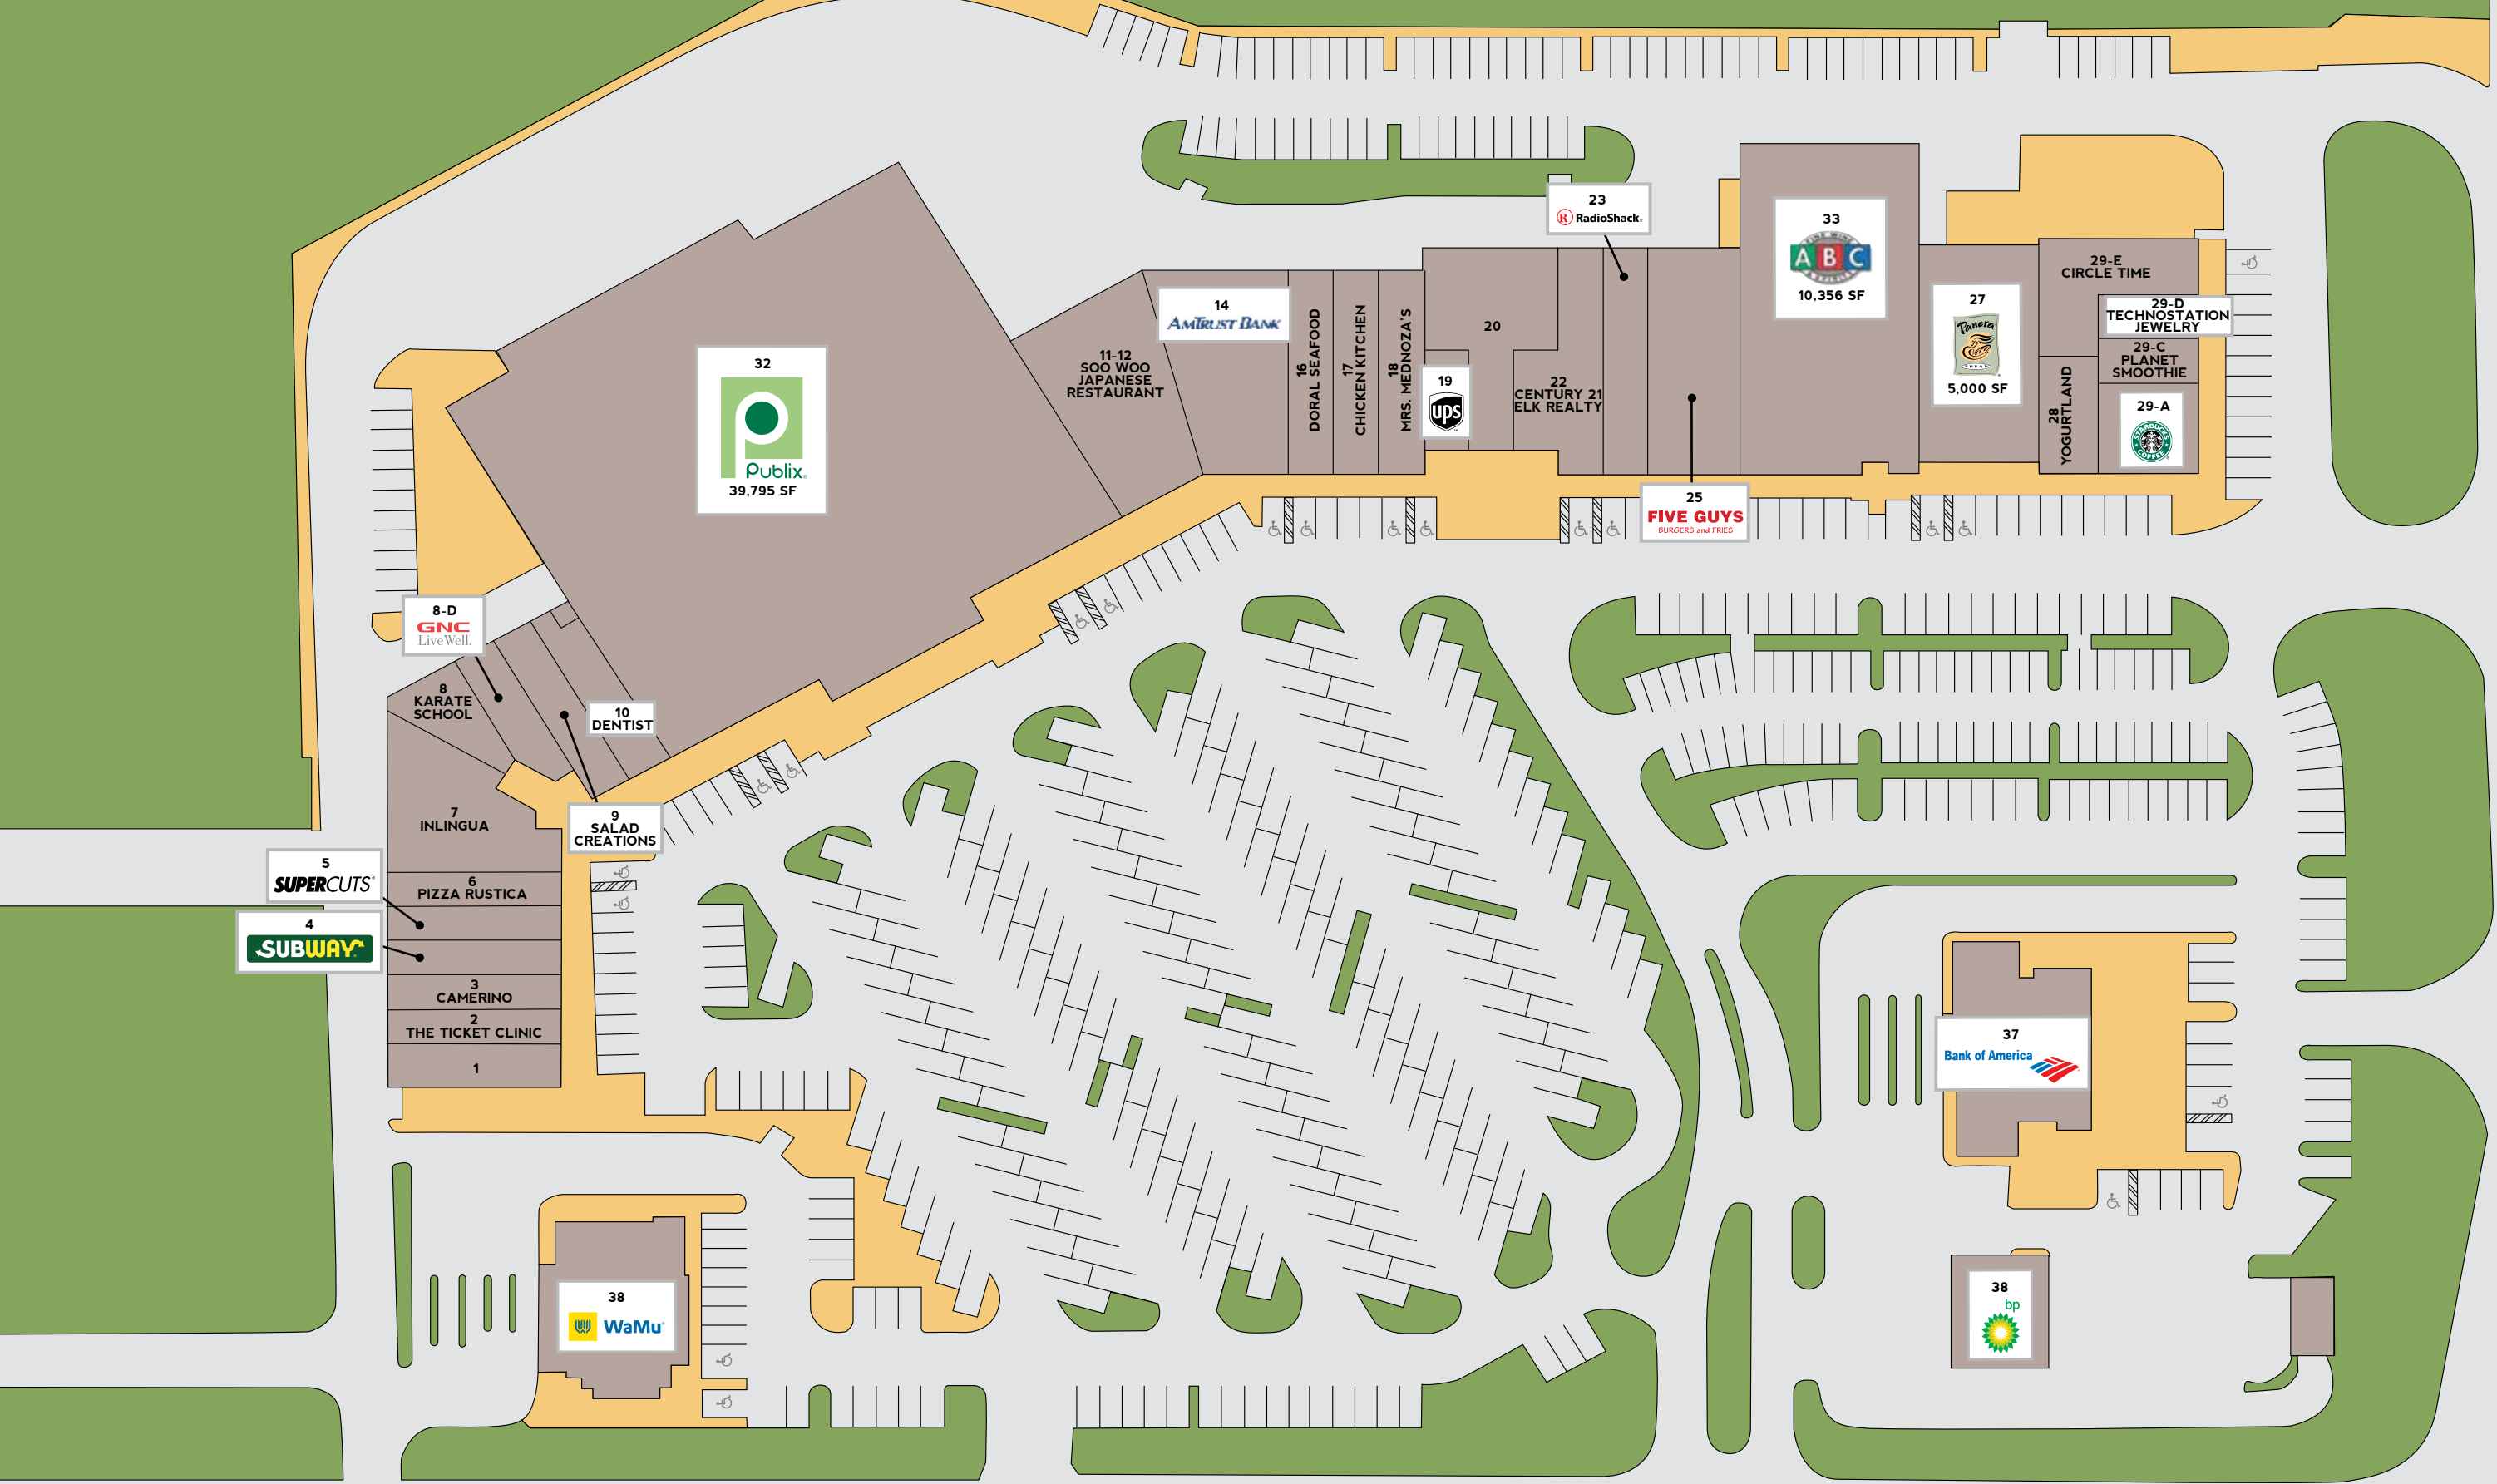 23
R RadioShack.
33
ABC
10,356 SF
32
Publix.
39,795 SF
11-12
SOO WOO
JAPANESE
RESTAURANT
14
AMTRUST BANK
16
DORAL SEAFOOD
17
CHICKEN KITCHEN
18
MRS. MEDNOZA'S
20
19
ups
22
CENTURY 21
ELK REALTY
25
FIVE GUYS
BURGERS and FRIES
27
Panera
BREAD
5,000 SF
29-E
CIRCLE TIME
29-D
TECHNOSTATION
JEWELRY
29-C
PLANET
SMOOTHIE
28
YOGURTLAND
29-A
STARBUCKS
COFFEE
8-D
GNC
LiveWell.
8
KARATE
SCHOOL
10
DENTIST
9
SALAD
CREATIONS
7
INLINGUA
5
SUPERCUTS
6
PIZZA RUSTICA
4
SUBWAY
3
CAMERINO
2
THE TICKET CLINIC
1
37
Bank of America
38
WaMu
38
bp